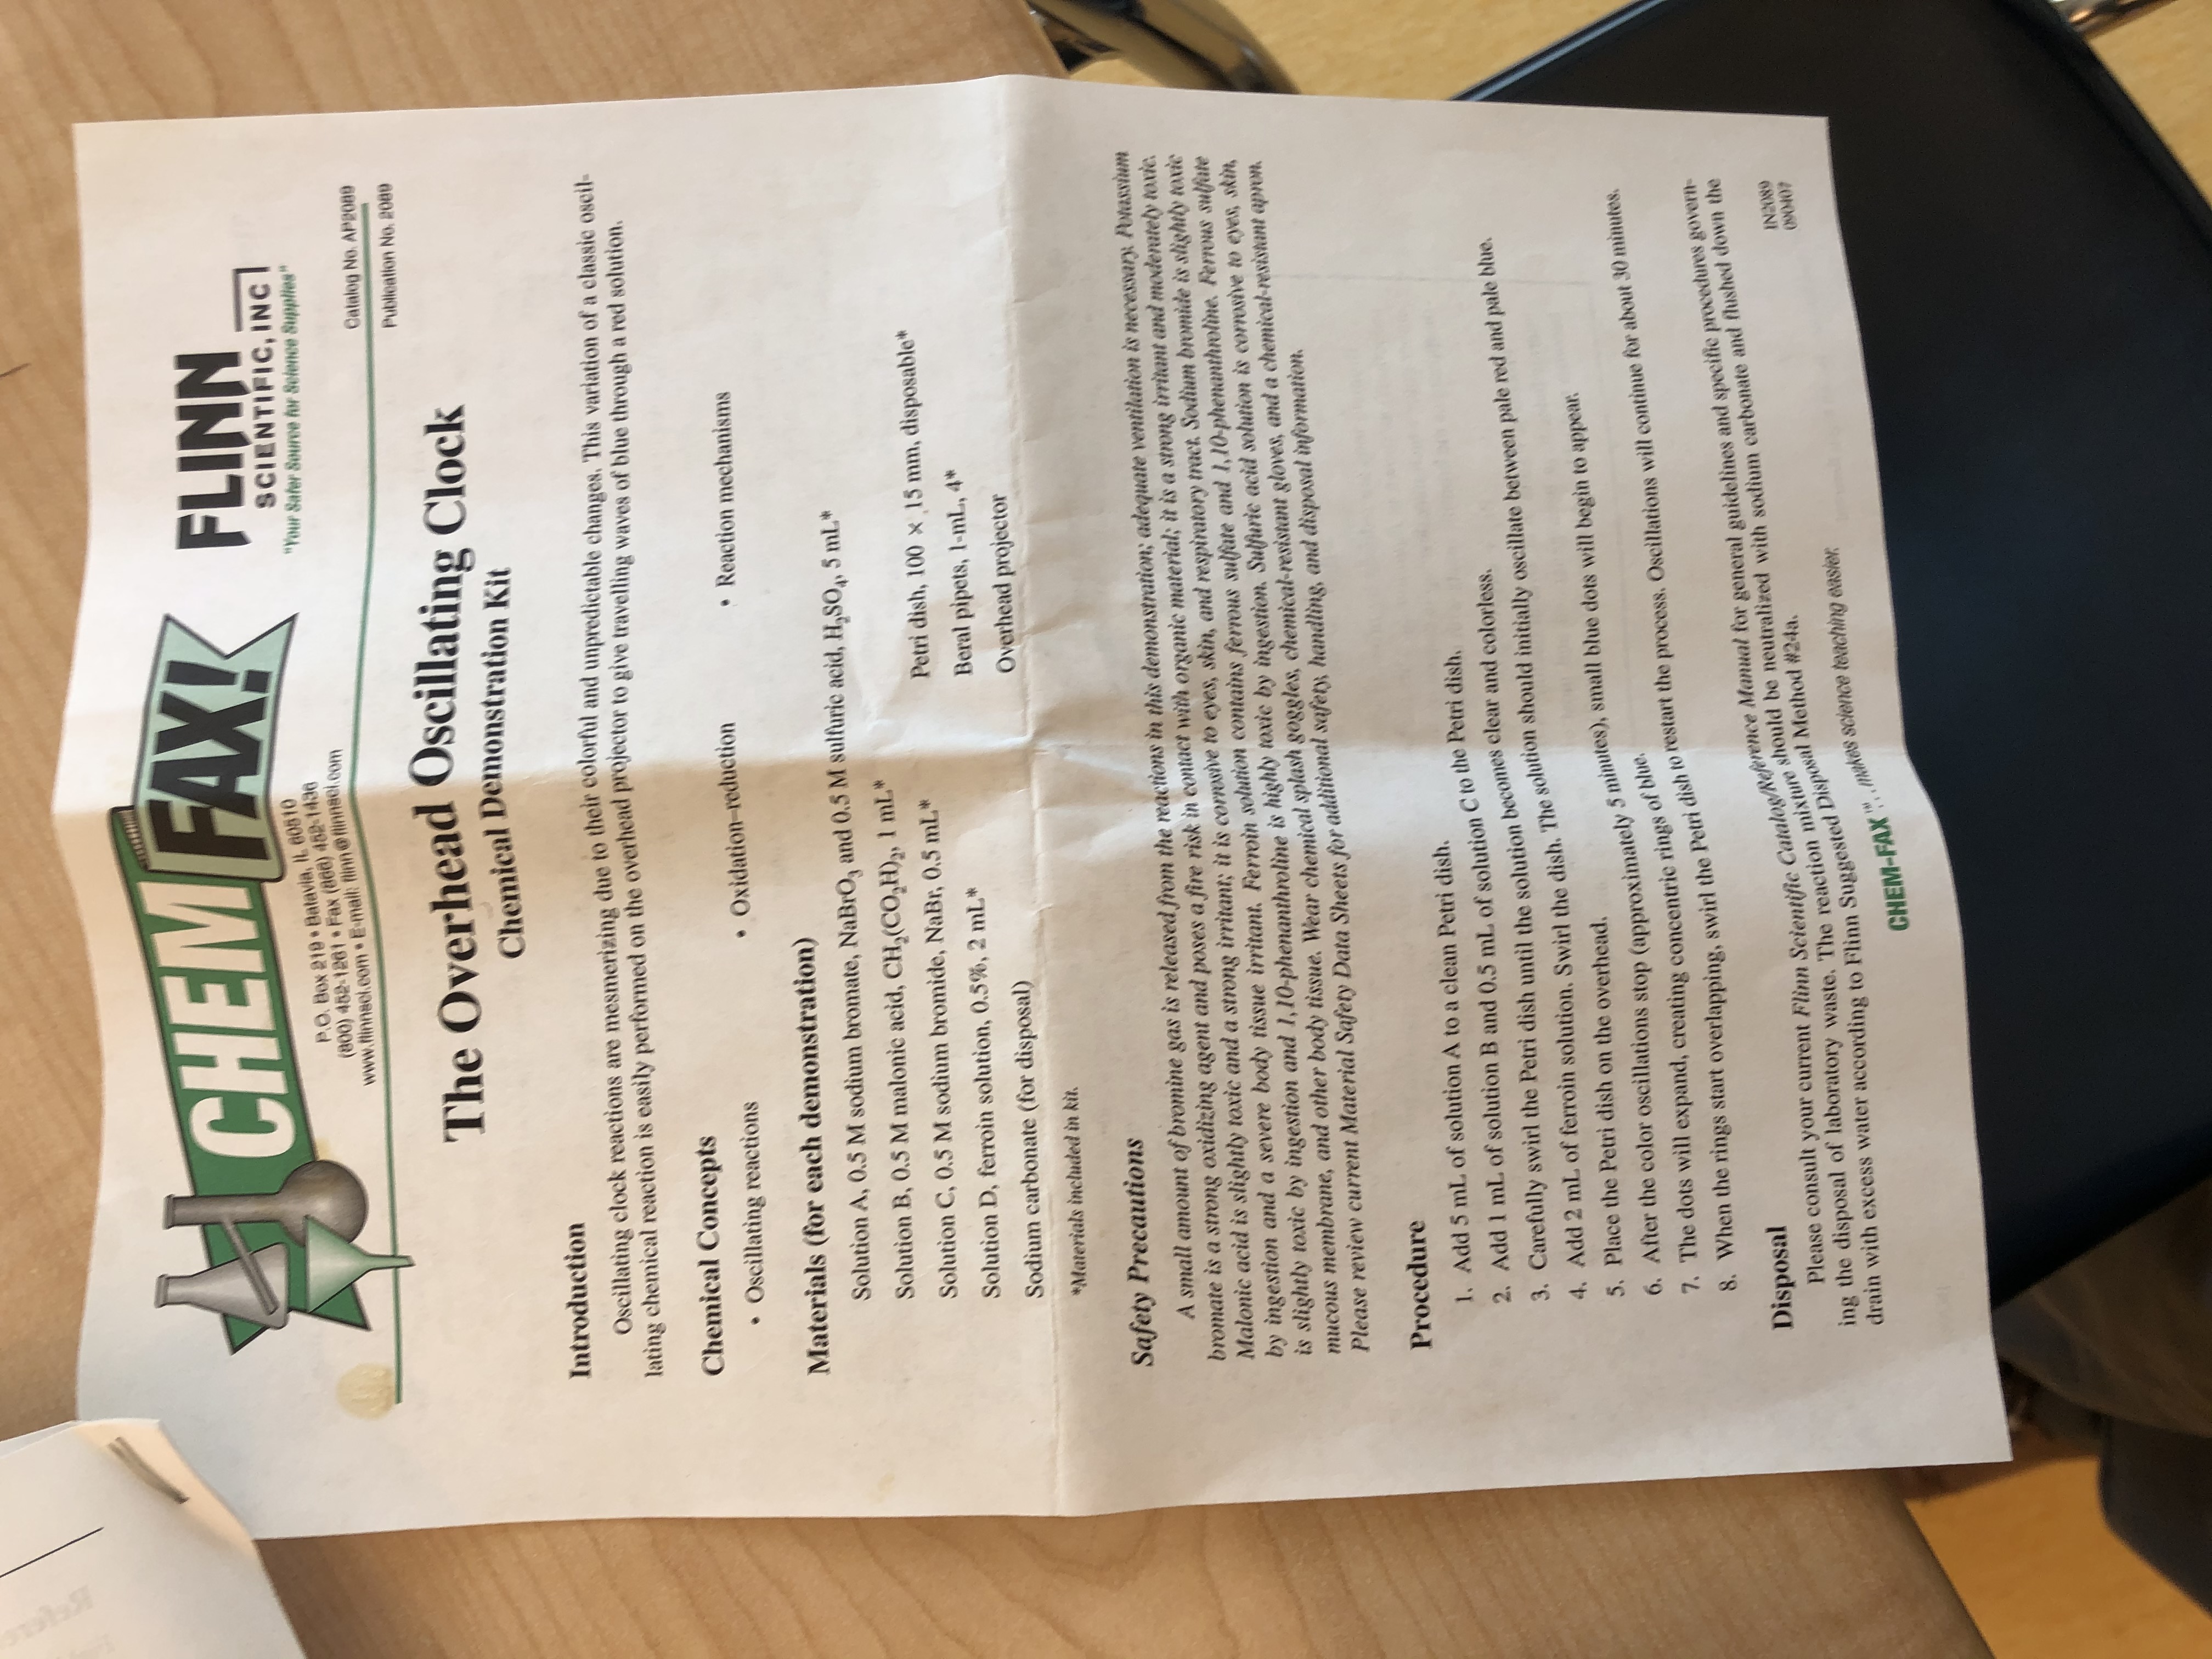 CHEMFAX!
P.O. Box 219 • Batavia, IL 60510
(800) 452-1261 • Fax (866) 452-1436
www.flinnsci.com • E-mail: flinn@flinnsci.com
FLINN
SCIENTIFIC, INC
"Your Safer Source for Science Supplies"
Catalog No. AP2089
Publication No. 2089
The Overhead Oscillating Clock
Chemical Demonstration Kit
Introduction
Oscillating clock reactions are mesmerizing due to their colorful and unpredictable changes. This variation of a classic oscil-
lating chemical reaction is easily performed on the overhead projector to give travelling waves of blue through a red solution.
Chemical Concepts
• Oscillating reactions • Oxidation–reduction • Reaction mechanisms
Materials (for each demonstration)
Solution A, 0.5 M sodium bromate, NaBrO₃ and 0.5 M sulfuric acid, H₂SO₄, 5 mL*
Solution B, 0.5 M malonic acid, CH₂(CO₂H)₂, 1 mL*
Solution C, 0.5 M sodium bromide, NaBr, 0.5 mL*
Solution D, ferroin solution, 0.5%, 2 mL*
Sodium carbonate (for disposal)
Petri dish, 100 × 15 mm, disposable*
Beral pipets, 1-mL, 4*
Overhead projector
*Materials included in kit.
Safety Precautions
A small amount of bromine gas is released from the reactions in this demonstration; adequate ventilation is necessary. Potassium
bromate is a strong oxidizing agent and poses a fire risk in contact with organic material; it is a strong irritant and moderately toxic.
Malonic acid is slightly toxic and a strong irritant; it is corrosive to eyes, skin, and respiratory tract. Sodium bromide is slightly toxic
by ingestion and a severe body tissue irritant. Ferroin solution contains ferrous sulfate and 1,10-phenanthroline. Ferrous sulfate
is slightly toxic by ingestion and 1,10-phenanthroline is highly toxic by ingestion. Sulfuric acid solution is corrosive to eyes, skin,
mucous membrane, and other body tissue. Wear chemical splash goggles, chemical-resistant gloves, and a chemical-resistant apron.
Please review current Material Safety Data Sheets for additional safety, handling, and disposal information.
Procedure
1. Add 5 mL of solution A to a clean Petri dish.
2. Add 1 mL of solution B and 0.5 mL of solution C to the Petri dish.
3. Carefully swirl the Petri dish until the solution becomes clear and colorless.
4. Add 2 mL of ferroin solution. Swirl the dish. The solution should initially oscillate between pale red and pale blue.
5. Place the Petri dish on the overhead.
6. After the color oscillations stop (approximately 5 minutes), small blue dots will begin to appear.
7. The dots will expand, creating concentric rings of blue.
8. When the rings start overlapping, swirl the Petri dish to restart the process. Oscillations will continue for about 30 minutes.
Disposal
Please consult your current Flinn Scientific Catalog/Reference Manual for general guidelines and specific procedures govern-
ing the disposal of laboratory waste. The reaction mixture should be neutralized with sodium carbonate and flushed down the
drain with excess water according to Flinn Suggested Disposal Method #24a.
CHEM-FAX™...makes science teaching easier.
IN2089
090407